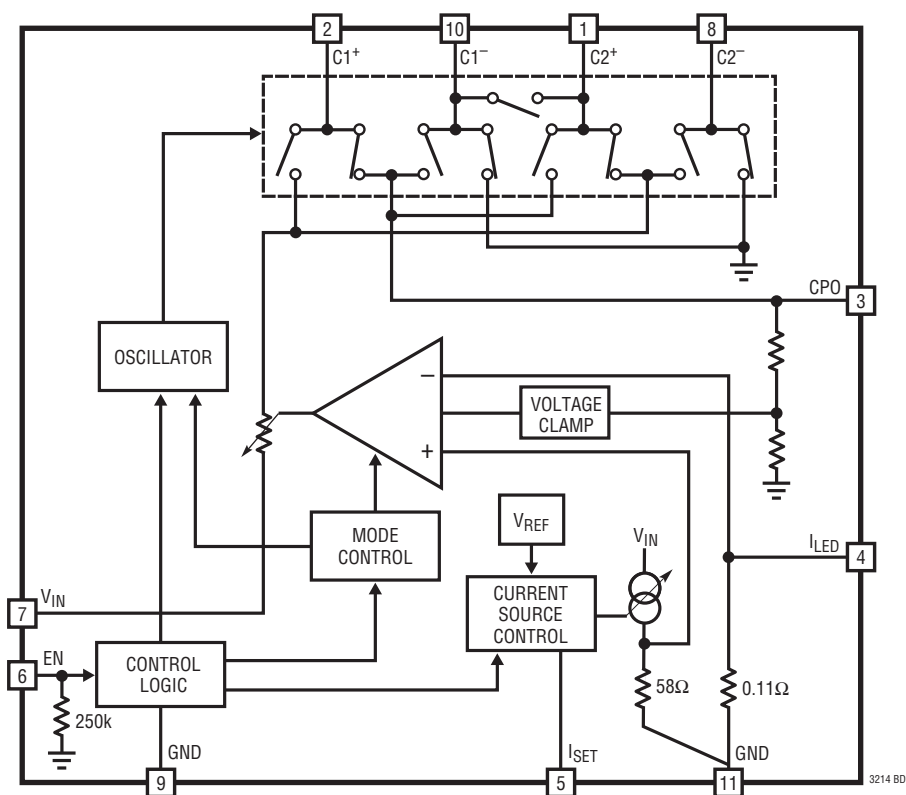 2 10 1 8
C1+ C1− C2+ C2−
CPO
3
OSCILLATOR
−
VOLTAGE
CLAMP
+
VREF
MODE
CONTROL
VIN
ILED
4
VIN
7
CURRENT
SOURCE
CONTROL
EN
6
CONTROL
LOGIC
58Ω
0.11Ω
250k
GND
ISET
GND
9
5
11
3214 BD